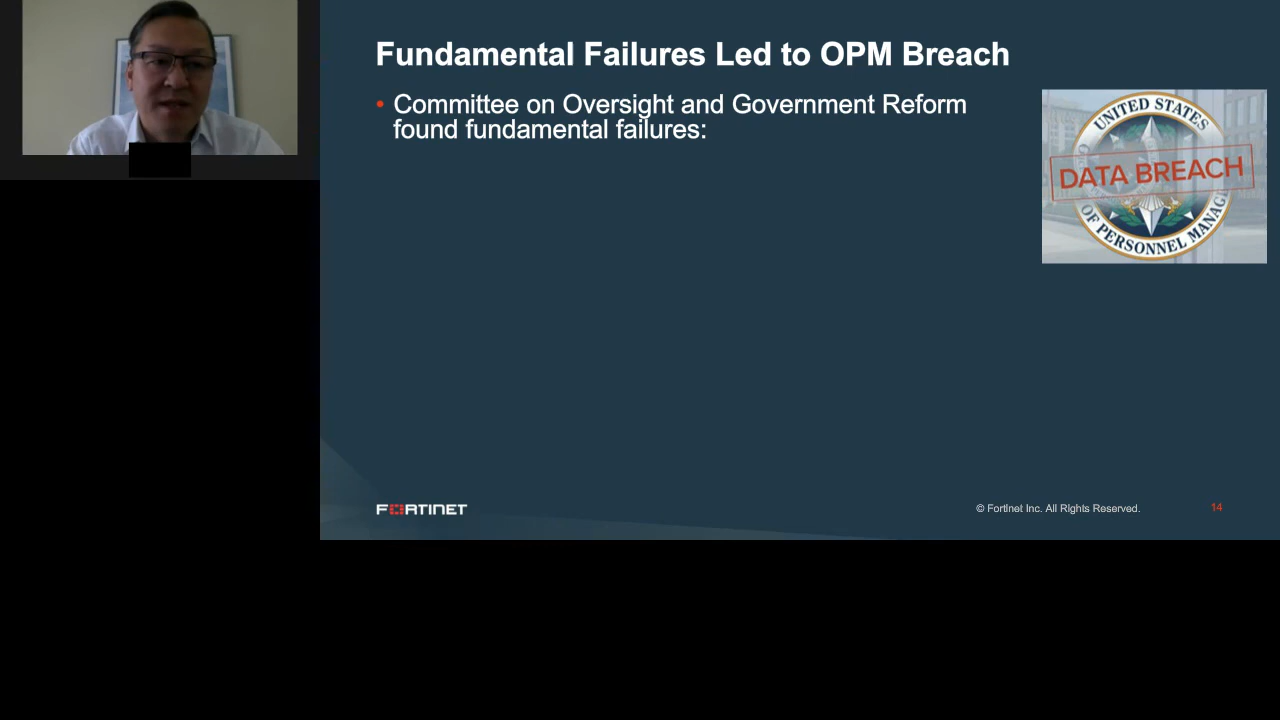 Fundamental Failures Led to OPM Breach
• Committee on Oversight and Government Reform
found fundamental failures:
UNITED STATES
DATA BREACH
OF PERSONNEL MANAG
FORTINET
© Fortinet Inc. All Rights Reserved.
14